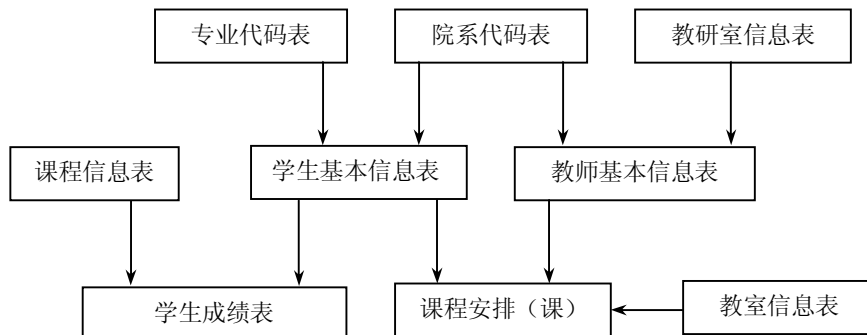 专业代码表
院系代码表
教研室信息表
课程信息表
学生基本信息表
教师基本信息表
学生成绩表
课程安排（课）
教室信息表